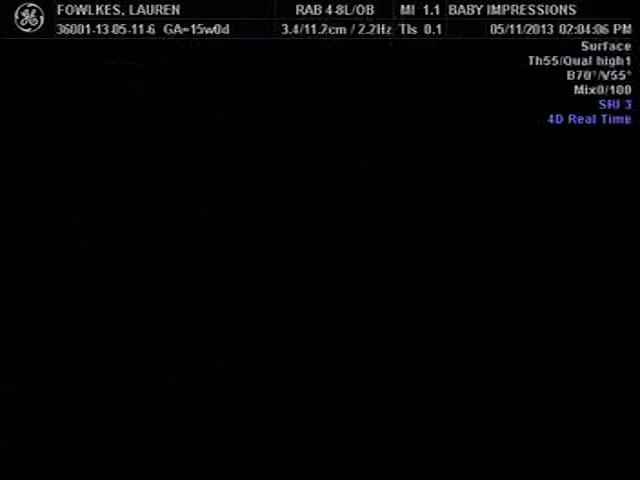 FOWLKES, LAUREN RAB 4-8L/OB MI 1.1 BABY IMPRESSIONS
36001-13-05-11-6 GA=15w0d 3.4/11.2cm / 2.2Hz TIs 0.1 05/11/2013 02:04:06 PM
Surface
Th55/Qual high1
B70°/V55°
Mix0/100
SRI 3
4D Real Time